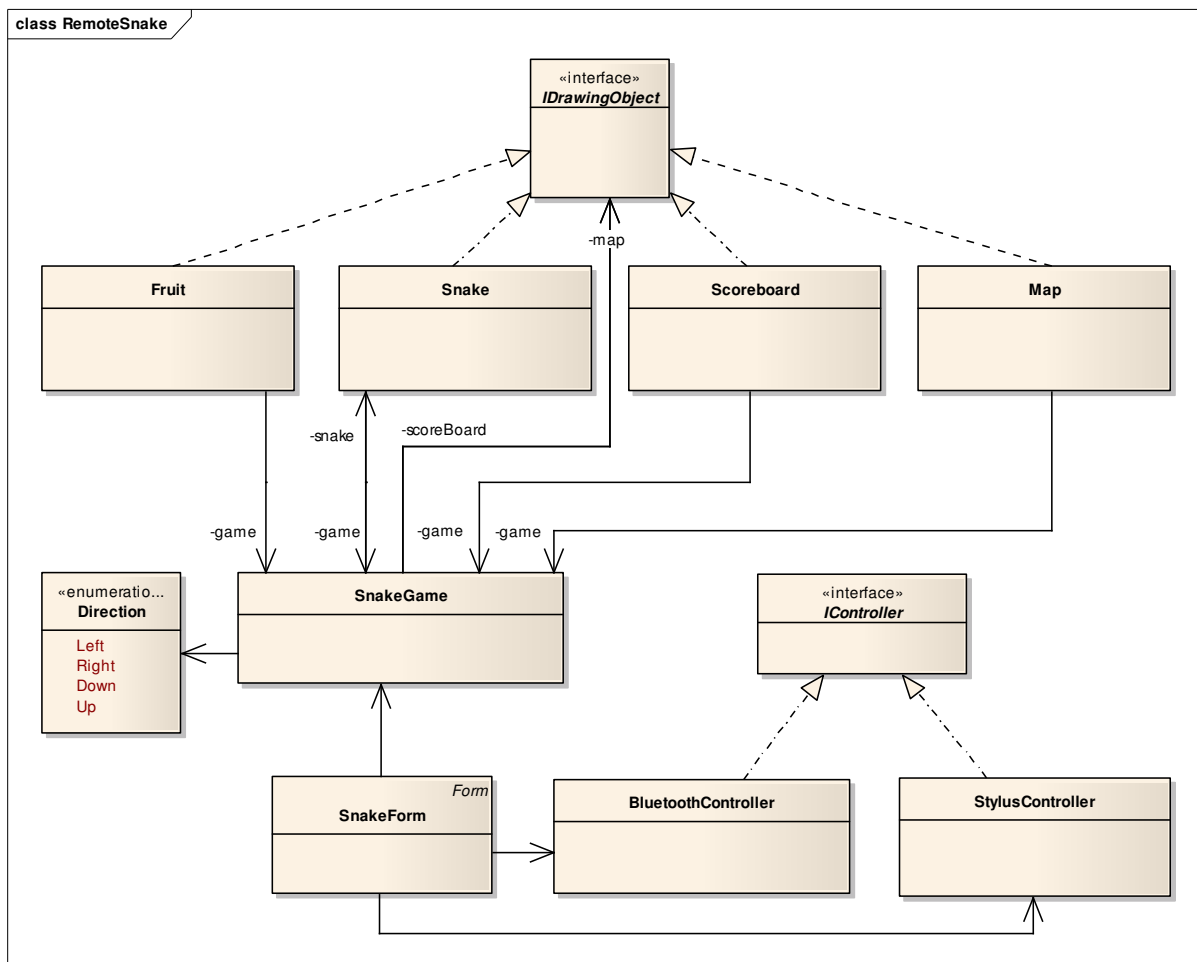 class RemoteSnake
«interface»
IDrawingObject
-map
Fruit
Snake
Scoreboard
Map
-snake
-scoreBoard
-game
-game
-game
-game
«enumeratio...
Direction
Left
Right
Down
Up
SnakeGame
«interface»
IController
Form
SnakeForm
BluetoothController
StylusController